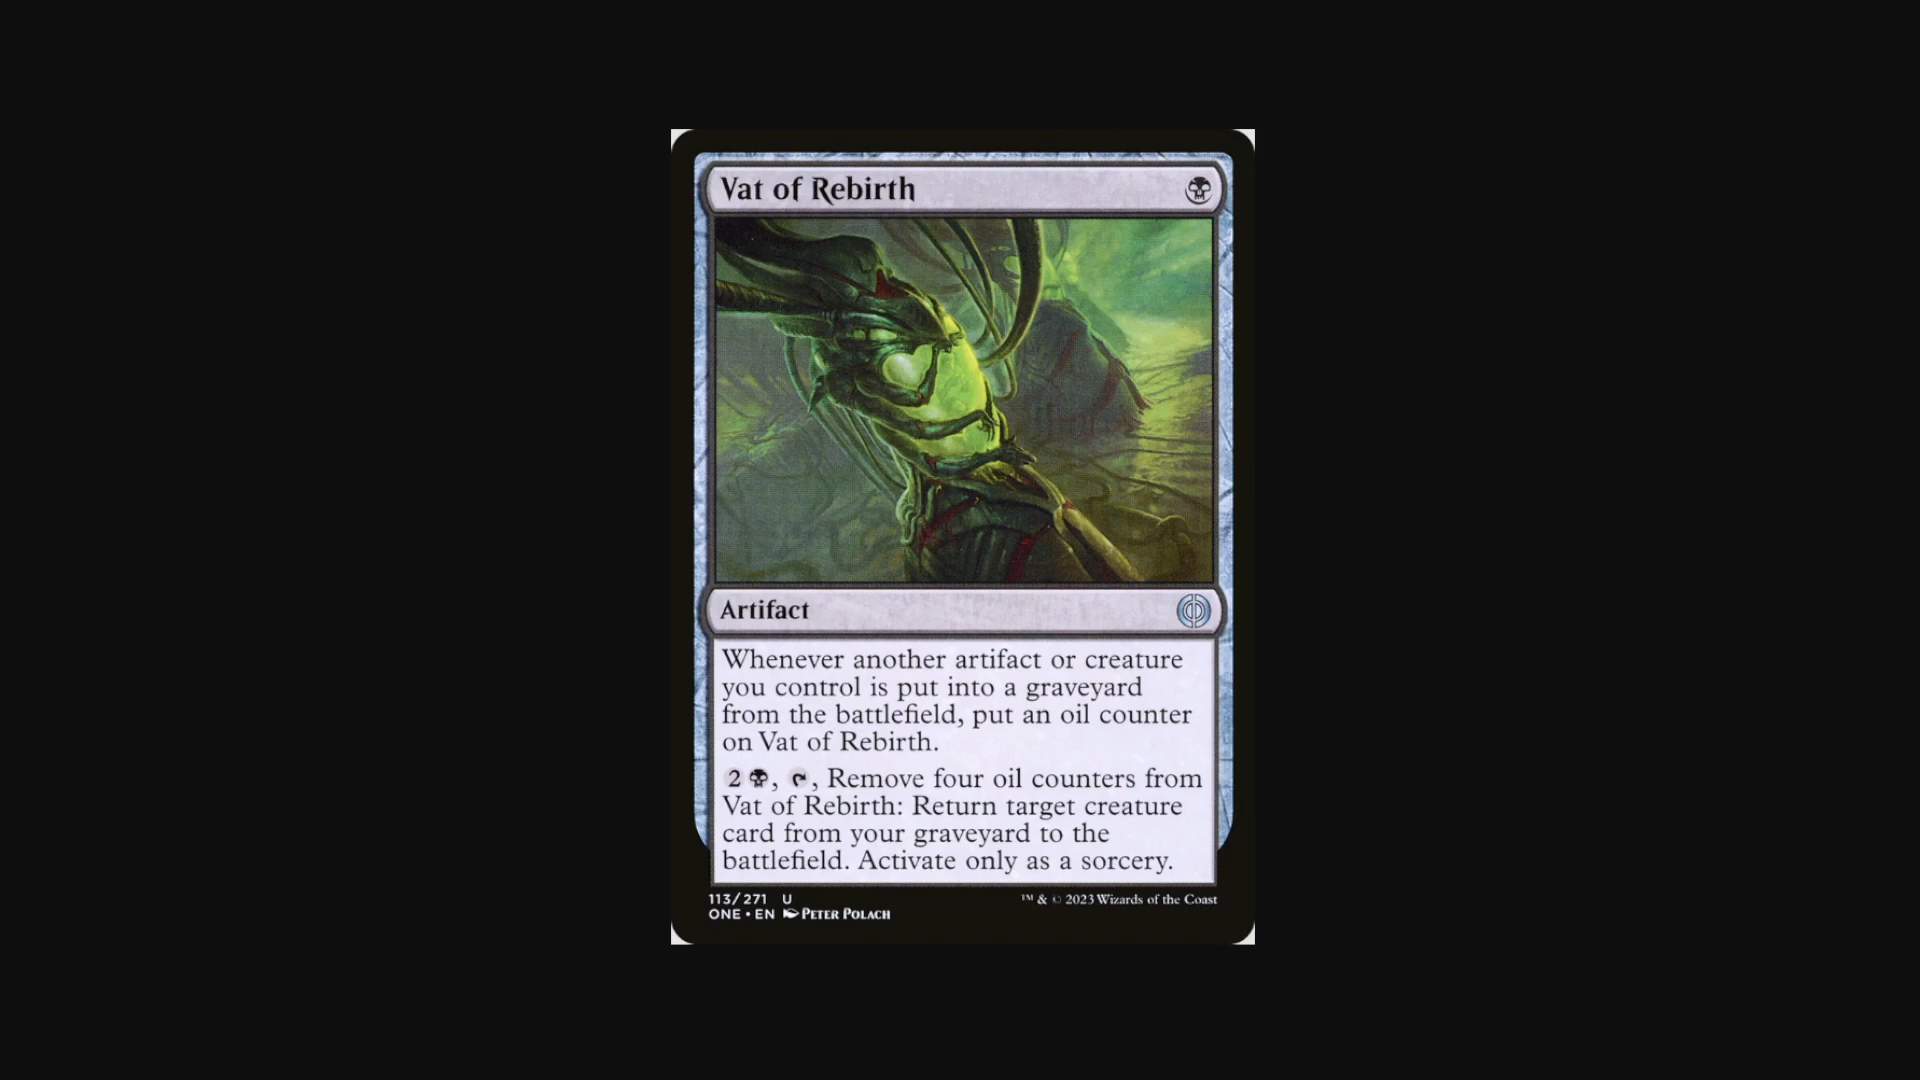 Vat of Rebirth
Artifact
Whenever another artifact or creature
you control is put into a graveyard
from the battlefield, put an oil counter
on Vat of Rebirth.
2, , Remove four oil counters from
Vat of Rebirth: Return target creature
card from your graveyard to the
battlefield. Activate only as a sorcery.
113/271 U
™ & © 2023 Wizards of the Coast
ONE • EN PETER POLACH